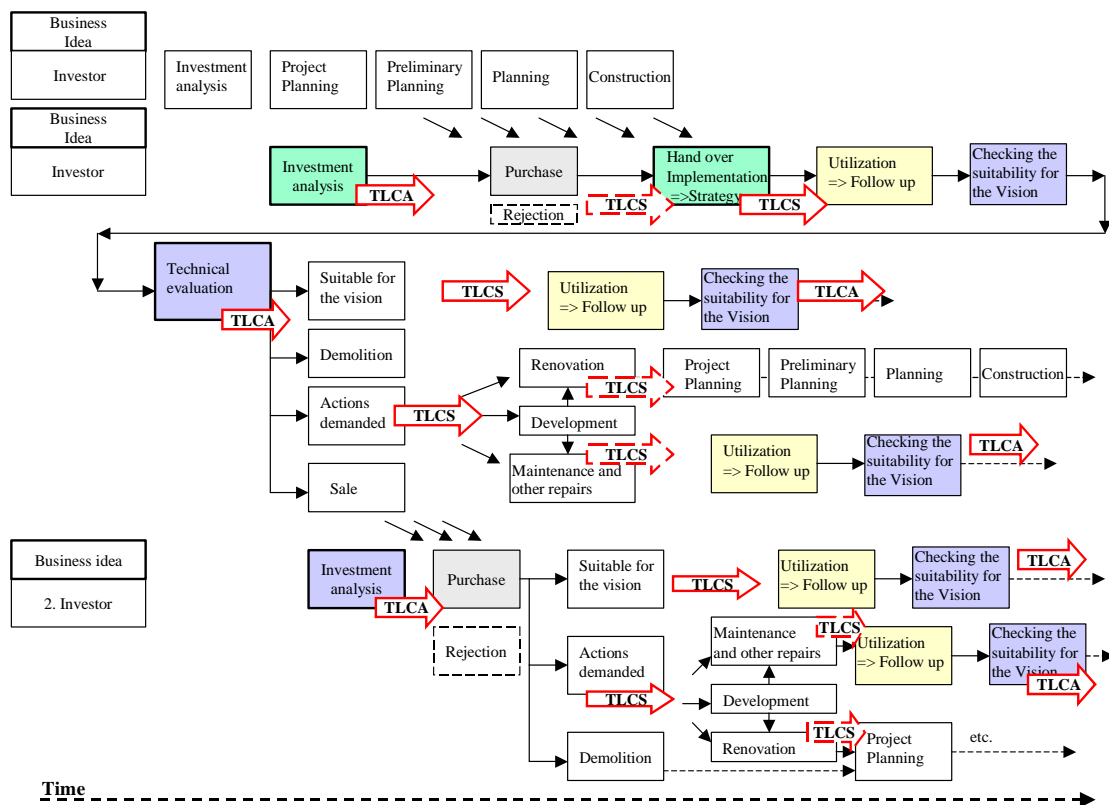 Business
Idea
Investor
Investment
analysis
Project
Planning
Preliminary
Planning
Planning
Construction
Business
Idea
Investor
Investment
analysis
TLCA
Purchase
Rejection
TLCS
Hand over
Implementation
=>Strategy
TLCS
Utilization
=> Follow up
Checking the
suitability for
the Vision
Technical
evaluation
TLCA
Suitable for
the vision
TLCS
Utilization
=> Follow up
Checking the
suitability for
the Vision
TLCA
Demolition
Actions
demanded
TLCS
Renovation
TLCS
Development
Maintenance and
other repairs
TLCS
Project
Planning
Preliminary
Planning
Planning
Construction
Utilization
=> Follow up
Checking the
suitability for
the Vision
TLCA
Sale
Business idea
2. Investor
Investment
analysis
TLCA
Purchase
Rejection
Suitable for
the vision
TLCS
Utilization
=> Follow up
Checking the
suitability for
the Vision
TLCA
Actions
demanded
TLCS
Maintenance
and other repairs
TLCS
Utilization
=> Follow up
Checking the
suitability for
the Vision
TLCA
Development
Renovation
TLCS
Project
Planning
etc.
Demolition
Time